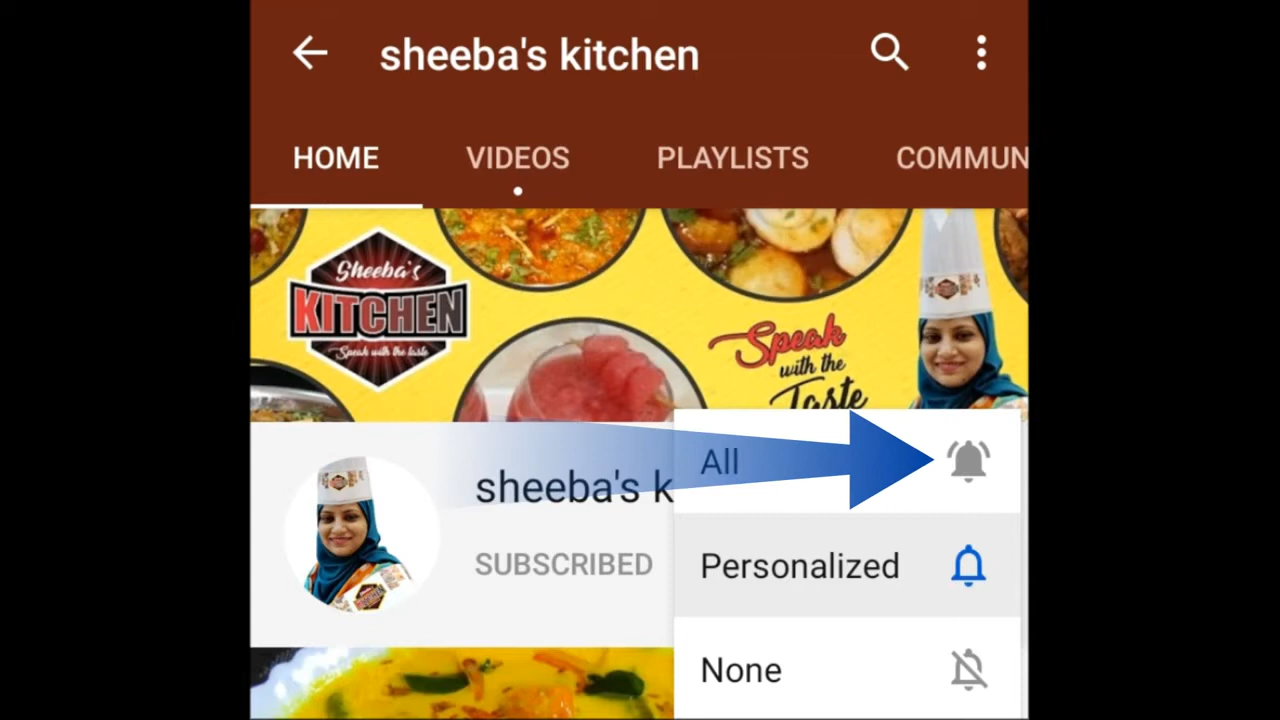 sheeba's kitchen
HOME VIDEOS PLAYLISTS COMMUN
Sheeba's
KITCHEN
Speak with the taste
Speak
with the
Taste
All
sheeba's k
SUBSCRIBED
Personalized
None